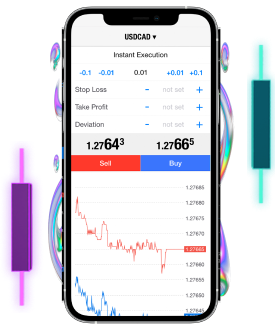 USDCAD ▾
Instant Execution
-0.1 -0.01 0.01 +0.01 +0.1
Stop Loss - not set +
Take Profit - not set +
Deviation - not set +
1.27643 1.27665
Sell Buy
1.27685
1.27680
1.27675
1.27670
1.27665
1.27660
1.27655
1.27650
1.27645